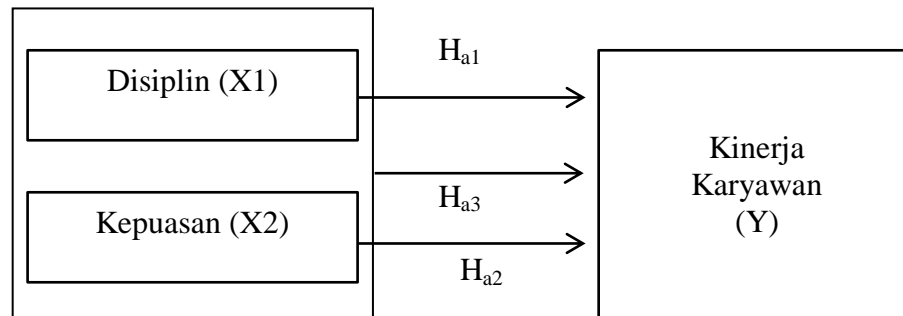 Disiplin (X1)
Kepuasan (X2)
Ha1
Ha3
Ha2
Kinerja
Karyawan
(Y)